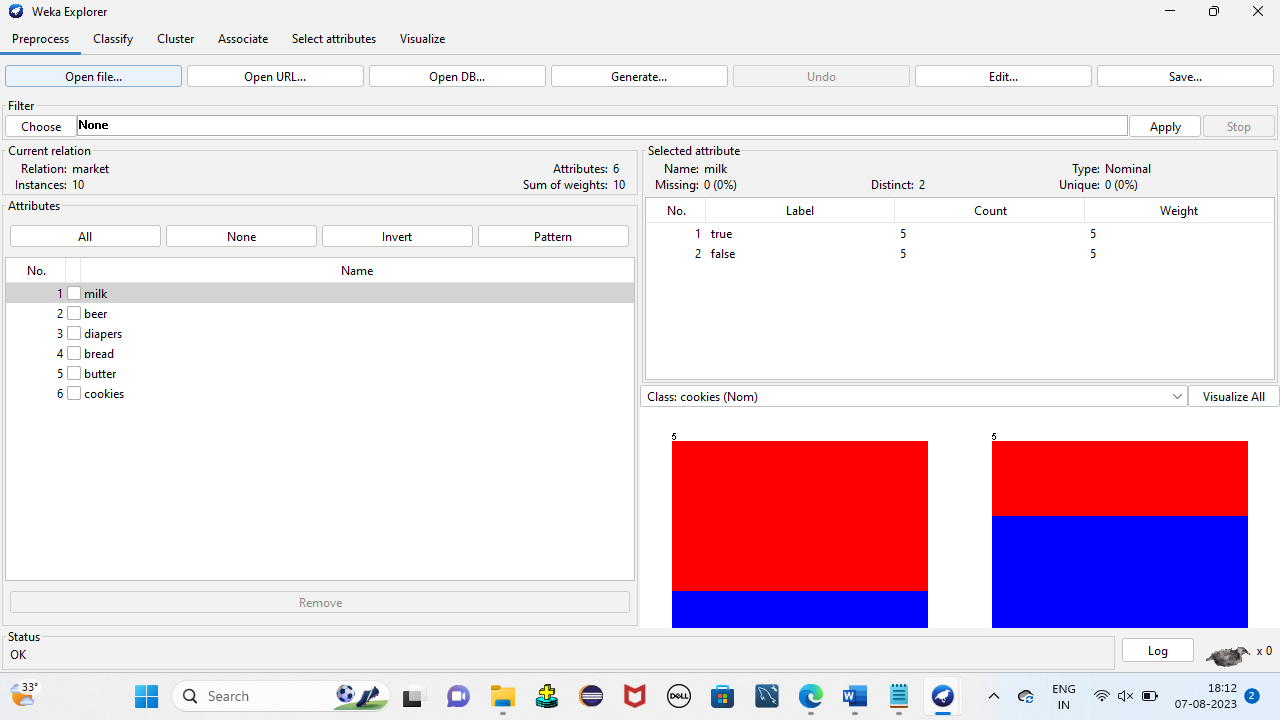 Weka Explorer
Preprocess Classify Cluster Associate Select attributes Visualize
Open file... Open URL... Open DB... Generate... Undo Edit... Save...
Filter
Choose None Apply Stop
Current relation
Relation: market Attributes: 6
Instances: 10 Sum of weights: 10
Attributes
All None Invert Pattern
No. Name
1 milk
2 beer
3 diapers
4 bread
5 butter
6 cookies
Remove
Selected attribute
Name: milk Type: Nominal
Missing: 0 (0%) Distinct: 2 Unique: 0 (0%)
No. Label Count Weight
1 true 5 5
2 false 5 5
Class: cookies (Nom) Visualize All
5 5
Status
OK Log x 0
33° Search DELL W ENG IN 18:12 07-08-2023 2